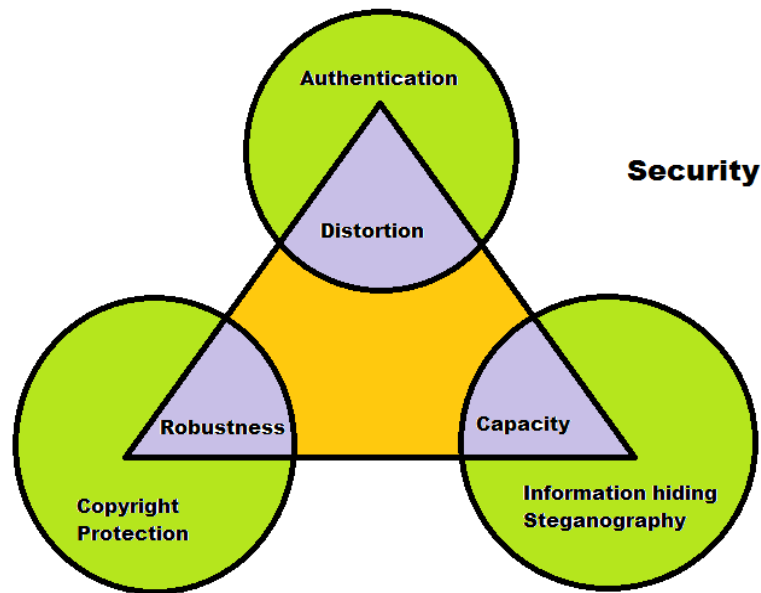 Authentication
Security
Distortion
Robustness
Capacity
Copyright
Protection
Information hiding
Steganography